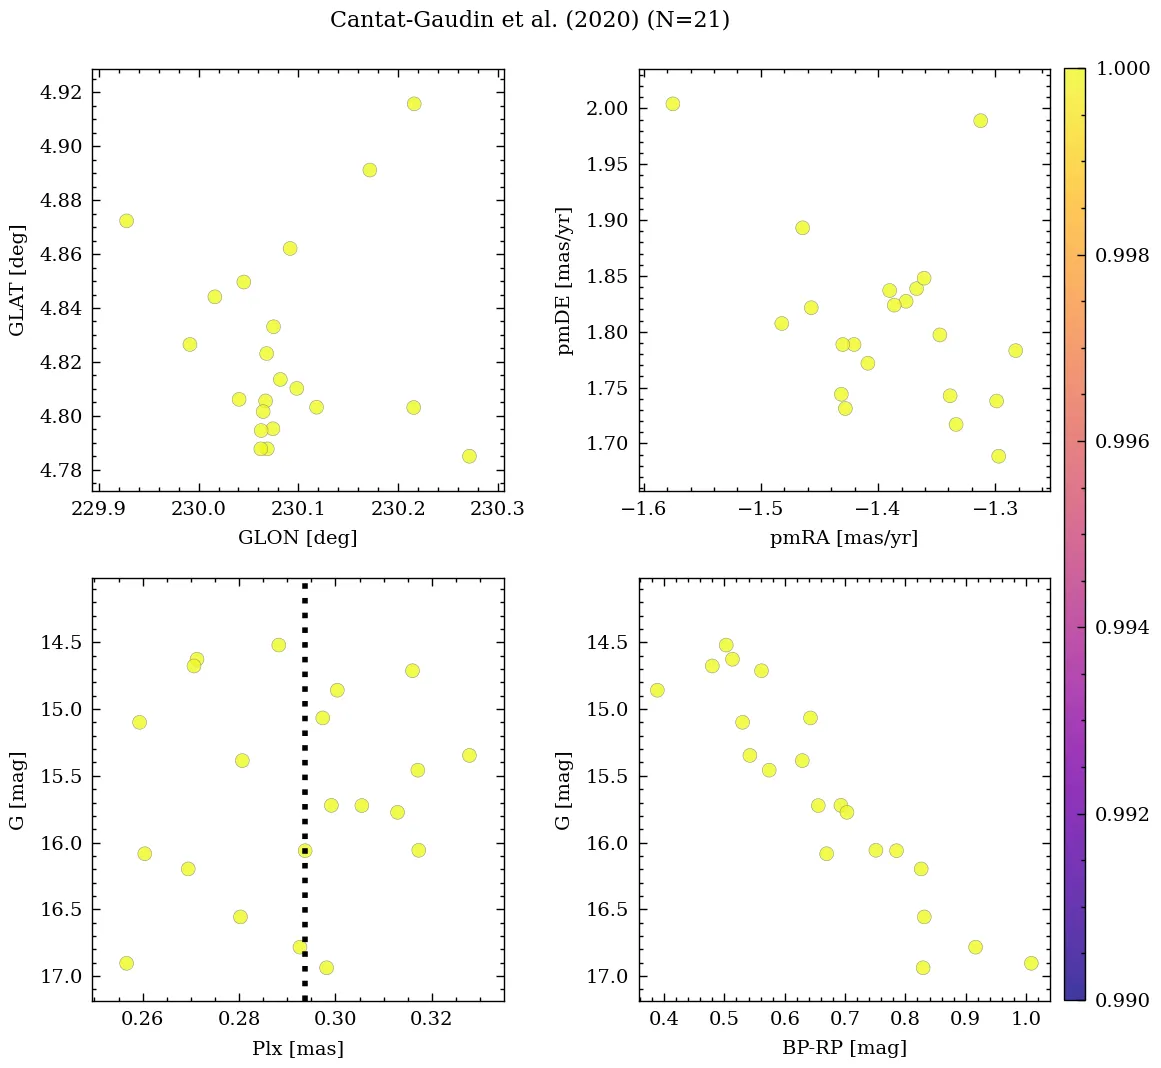 Cantat-Gaudin et al. (2020) (N=21)
4.92
4.90
4.88
4.86
4.84
4.82
4.80
4.78
GLAT [deg]
229.9 230.0 230.1 230.2 230.3
GLON [deg]
2.00
1.95
1.90
1.85
1.80
1.75
1.70
pmDE [mas/yr]
−1.6 −1.5 −1.4 −1.3
pmRA [mas/yr]
14.5
15.0
15.5
16.0
16.5
17.0
G [mag]
0.26 0.28 0.30 0.32
Plx [mas]
14.5
15.0
15.5
16.0
16.5
17.0
G [mag]
0.4 0.5 0.6 0.7 0.8 0.9 1.0
BP-RP [mag]
1.000
0.998
0.996
0.994
0.992
0.990